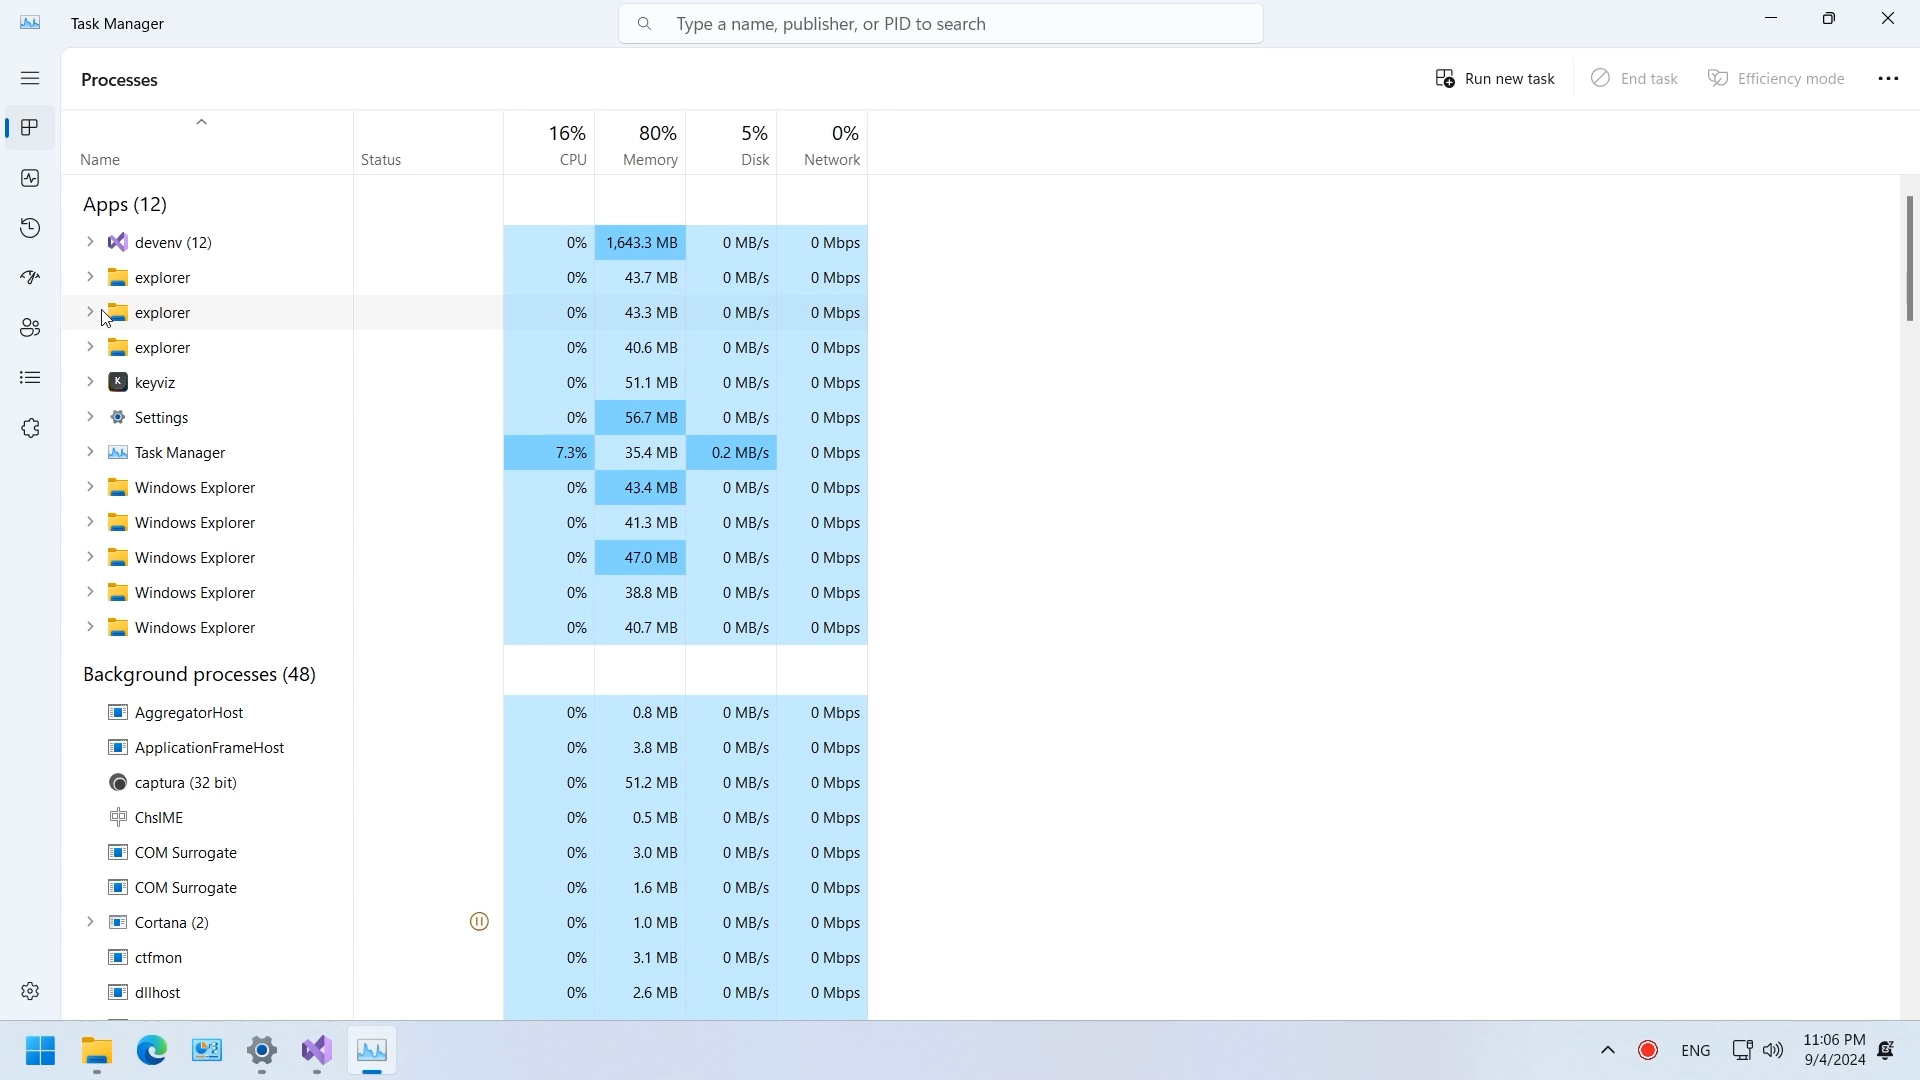 Task Manager
Type a name, publisher, or PID to search
Processes
Run new task End task Efficiency mode
16% 80% 5% 0%
Name Status CPU Memory Disk Network
Apps (12)
devenv (12) 0% 1,643.3 MB 0 MB/s 0 Mbps
explorer 0% 43.7 MB 0 MB/s 0 Mbps
explorer 0% 43.3 MB 0 MB/s 0 Mbps
explorer 0% 40.6 MB 0 MB/s 0 Mbps
K keyviz 0% 51.1 MB 0 MB/s 0 Mbps
Settings 0% 56.7 MB 0 MB/s 0 Mbps
Task Manager 7.3% 35.4 MB 0.2 MB/s 0 Mbps
Windows Explorer 0% 43.4 MB 0 MB/s 0 Mbps
Windows Explorer 0% 41.3 MB 0 MB/s 0 Mbps
Windows Explorer 0% 47.0 MB 0 MB/s 0 Mbps
Windows Explorer 0% 38.8 MB 0 MB/s 0 Mbps
Windows Explorer 0% 40.7 MB 0 MB/s 0 Mbps
Background processes (48)
AggregatorHost 0% 0.8 MB 0 MB/s 0 Mbps
ApplicationFrameHost 0% 3.8 MB 0 MB/s 0 Mbps
captura (32 bit) 0% 51.2 MB 0 MB/s 0 Mbps
ChsIME 0% 0.5 MB 0 MB/s 0 Mbps
COM Surrogate 0% 3.0 MB 0 MB/s 0 Mbps
COM Surrogate 0% 1.6 MB 0 MB/s 0 Mbps
Cortana (2) 0% 1.0 MB 0 MB/s 0 Mbps
ctfmon 0% 3.1 MB 0 MB/s 0 Mbps
dllhost 0% 2.6 MB 0 MB/s 0 Mbps
ENG 11:06 PM
9/4/2024